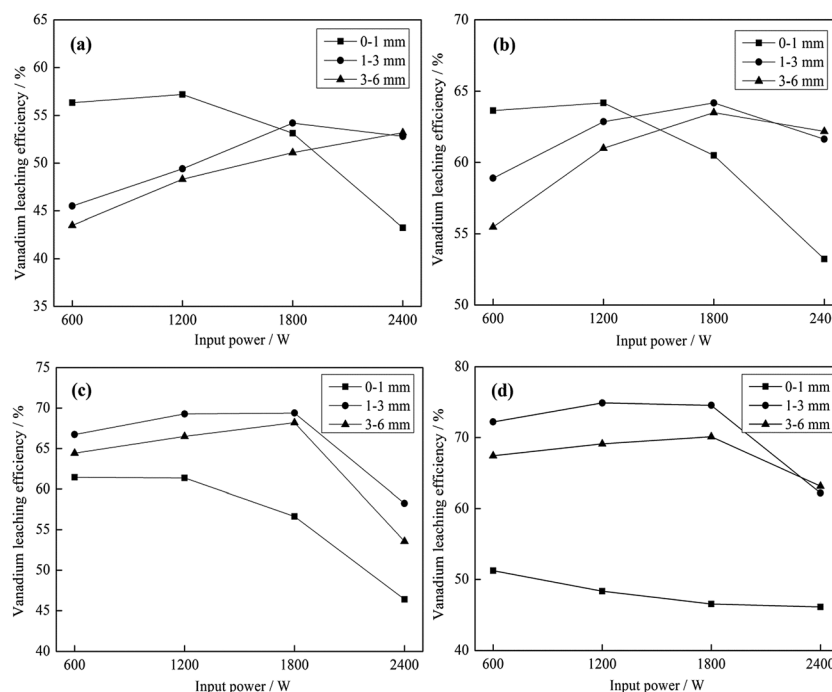 (a)
0-1 mm
1-3 mm
3-6 mm
Vanadium leaching efficiency / %
65
60
55
50
45
40
35
600 1200 1800 2400
Input power / W
(b)
0-1 mm
1-3 mm
3-6 mm
Vanadium leaching efficiency / %
70
65
60
55
50
600 1200 1800 2400
Input power / W
(c)
0-1 mm
1-3 mm
3-6 mm
Vanadium leaching efficiency / %
75
70
65
60
55
50
45
40
600 1200 1800 2400
Input power / W
(d)
0-1 mm
1-3 mm
3-6 mm
Vanadium leaching efficiency / %
80
70
60
50
40
600 1200 1800 2400
Input power / W